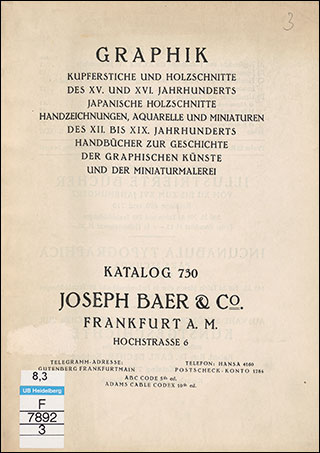 3
GRAPHIK
KUPFERSTICHE UND HOLZSCHNITTE
DES XV. UND XVI. JAHRHUNDERTS
JAPANISCHE HOLZSCHNITTE
HANDZEICHNUNGEN, AQUARELLE UND MINIATUREN
DES XII. BIS XIX. JAHRHUNDERTS
HANDBÜCHER ZUR GESCHICHTE
DER GRAPHISCHEN KÜNSTE
UND DER MINIATURMALEREI
KATALOG 730
JOSEPH BAER & Co.
FRANKFURT A. M.
HOCHSTRASSE 6
TELEGRAMM-ADRESSE:
GUTENBERG FRANKFURTMAIN
TELEFON: HANSA
POSTSCHECK-KONTO
ABC CODE 5th ed.
ADAMS CABLE CODEX 10th ed.
8,3
UB Heidelberg
F
7892
3